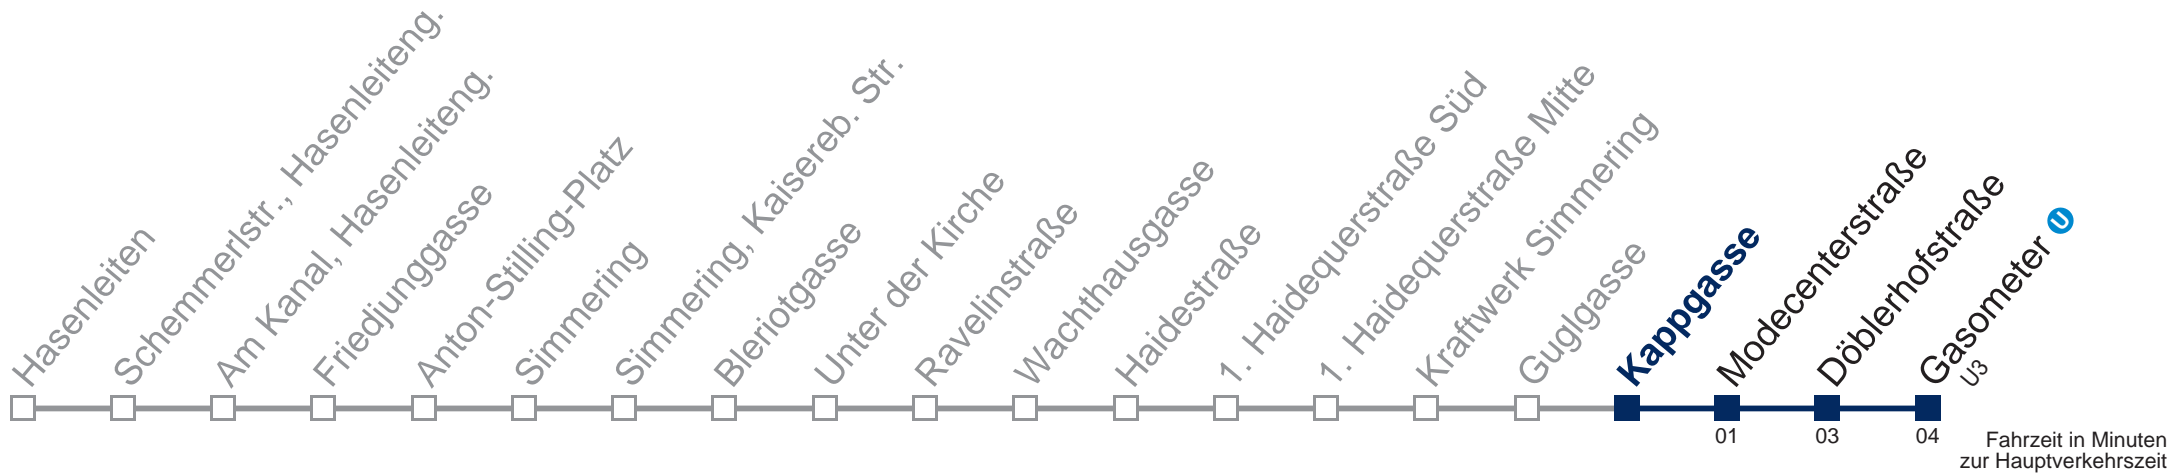 Hasenleiten
Schemmerlstr., Hasenleiteng.
Am Kanal, Hasenleiteng.
Friedjunggasse
Anton-Stilling-Platz
Simmering
Simmering, Kaisereb. Str.
Bleriotgasse
Unter der Kirche
Ravelinstraße
Wachthausgasse
Haidestraße
1. Haidequerstraße Süd
1. Haidequerstraße Mitte
Kraftwerk Simmering
Guglgasse
Kappgasse
Modecenterstraße
Döblerhofstraße
Gasometer U
U3
01
03
04
Fahrzeit in Minuten
zur Hauptverkehrszeit